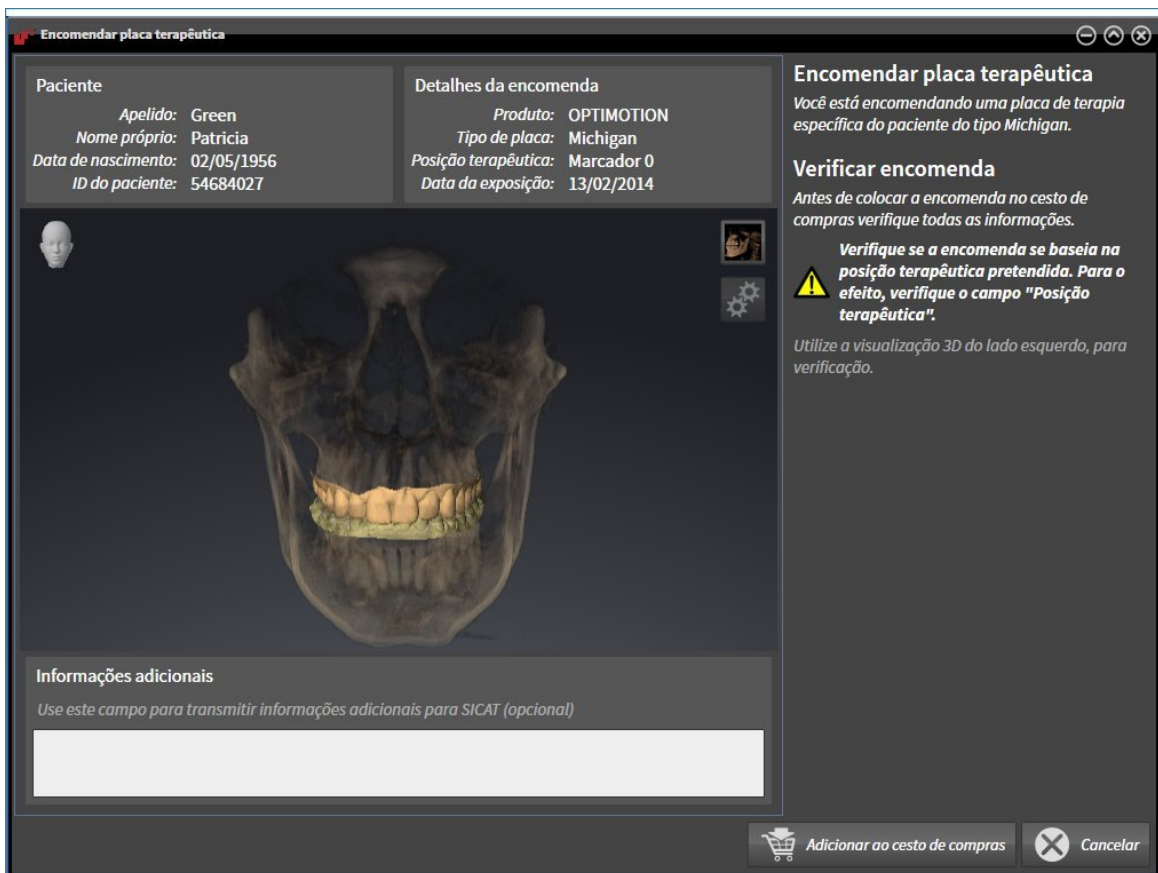 Encomendar placa terapêutica
Paciente
Apelido: Green
Nome próprio: Patricia
Data de nascimento: 02/05/1956
ID do paciente: 54684027
Detalhes da encomenda
Produto: OPTIMOTION
Tipo de placa: Michigan
Posição terapêutica: Marcador 0
Data da exposição: 13/02/2014
Informações adicionais
Use este campo para transmitir informações adicionais para SICAT (opcional)
Encomendar placa terapêutica
Você está encomendando uma placa de terapia
específica do paciente do tipo Michigan.
Verificar encomenda
Antes de colocar a encomenda no cesto de
compras verifique todas as informações.
Verifique se a encomenda se baseia na
posição terapêutica pretendida. Para o
efeito, verifique o campo "Posição
terapêutica".
Utilize a visualização 3D do lado esquerdo, para
verificação.
Adicionar ao cesto de compras
Cancelar